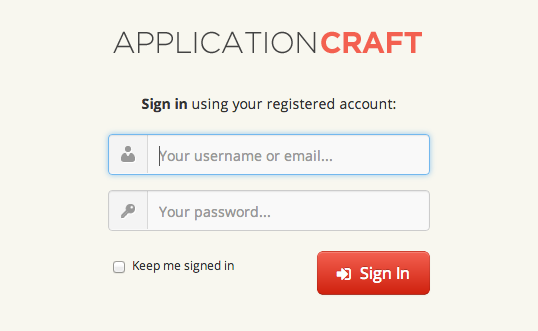 APPLICATIONCRAFT
Sign in using your registered account:
Your username or email...
Your password...
Keep me signed in
Sign In